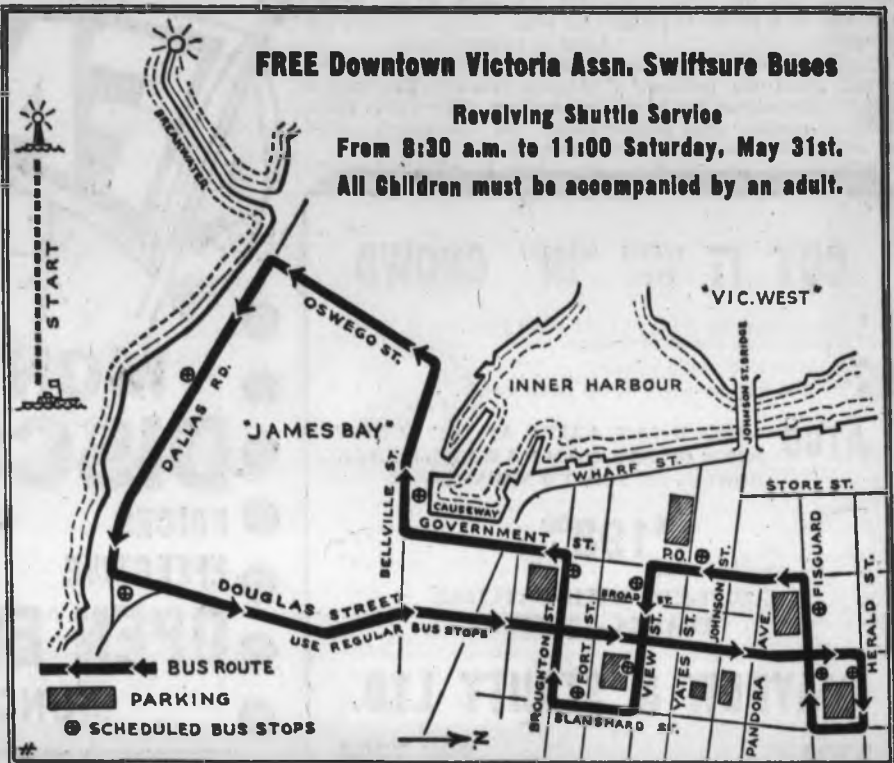 FREE Downtown Victoria Assn. Swiftsure Buses
Revolving Shuttle Service
From 8:30 a.m. to 11:00 Saturday, May 31st.
All Children must be accompanied by an adult.
BREAKWATER
START
"VIC. WEST"
OSWEGO ST.
INNER HARBOUR
JOHNSON ST. BRIDGE
DALLAS RD.
"JAMES BAY"
BELLVILLE ST.
WHARF ST.
STORE ST.
CAUSEWAY
GOVERNMENT ST.
P.O.
JOHNSON ST.
FISGUARD
HERALD ST.
BROAD
DOUGLAS STREET
USE REGULAR BUS STOPS
BROUGHTON ST.
FORT ST.
VIEW ST.
YATES ST.
PANDORA AVE.
BLANSHARD ST.
BUS ROUTE
PARKING
SCHEDULED BUS STOPS
N